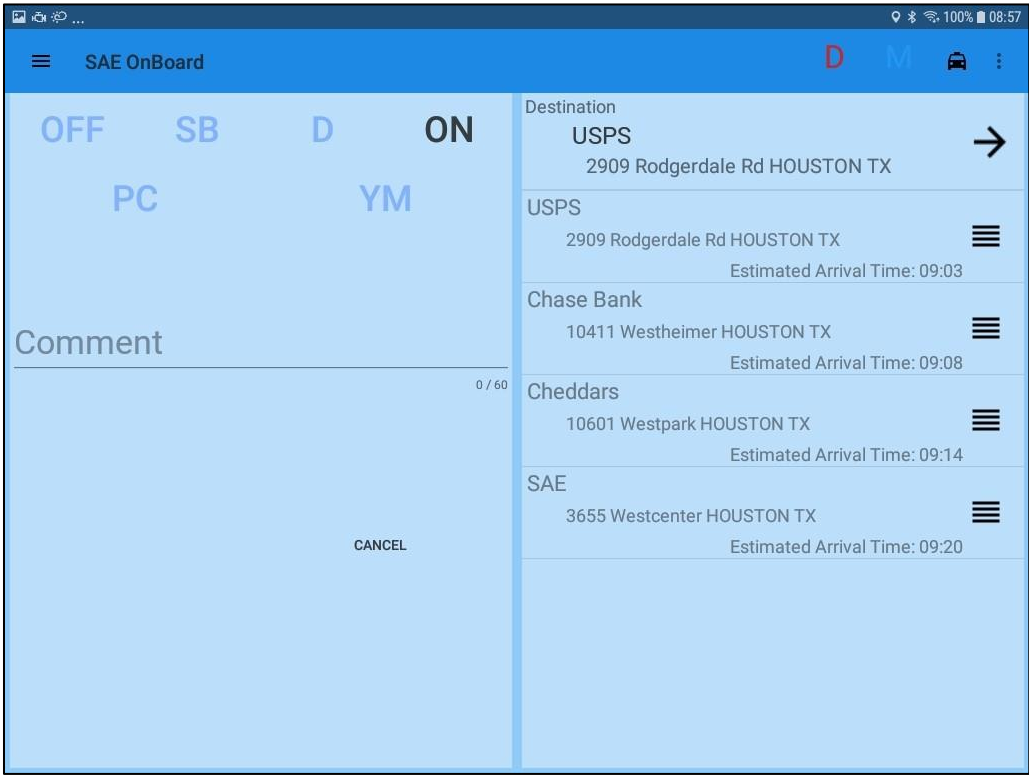 ... 100% 08:57
SAE OnBoard D M
OFF SB D ON
PC YM
Comment
0 / 60
CANCEL
Destination
USPS
2909 Rodgerdale Rd HOUSTON TX
USPS
2909 Rodgerdale Rd HOUSTON TX
Estimated Arrival Time: 09:03
Chase Bank
10411 Westheimer HOUSTON TX
Estimated Arrival Time: 09:08
Cheddars
10601 Westpark HOUSTON TX
Estimated Arrival Time: 09:14
SAE
3655 Westcenter HOUSTON TX
Estimated Arrival Time: 09:20